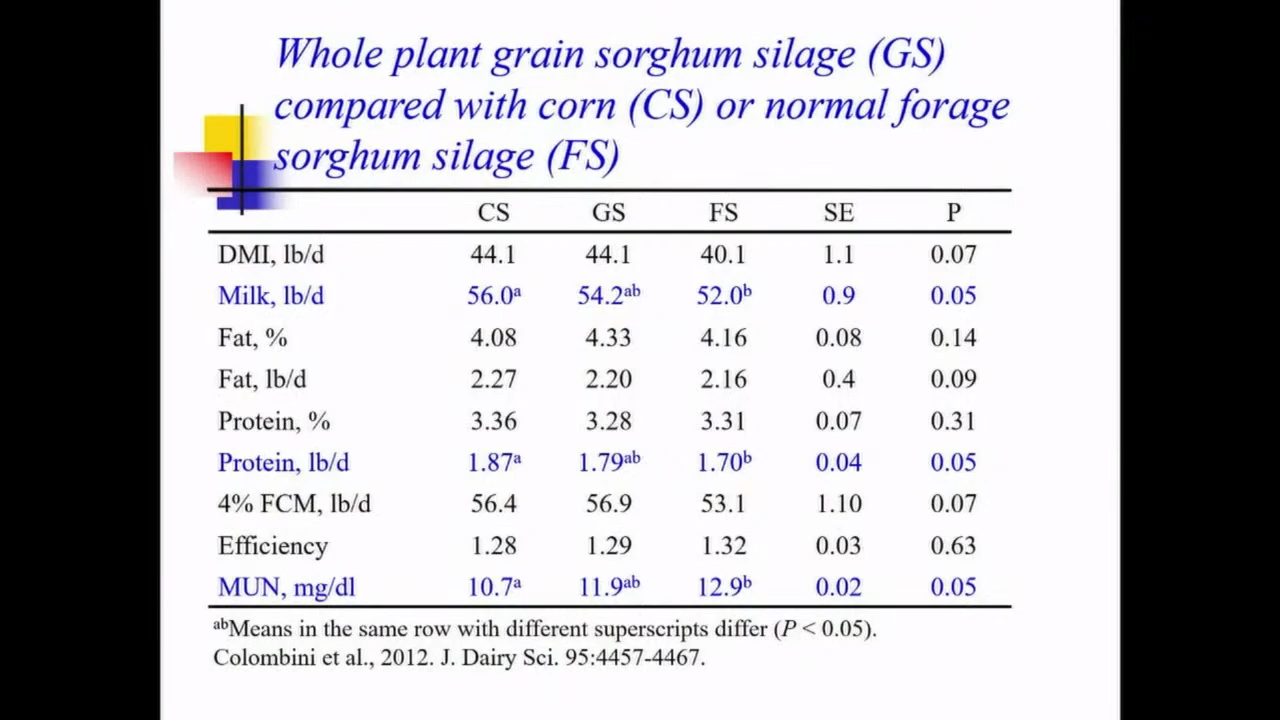 Whole plant grain sorghum silage (GS)
compared with corn (CS) or normal forage
sorghum silage (FS)
CS GS FS SE P
DMI, lb/d 44.1 44.1 40.1 1.1 0.07
Milk, lb/d 56.0ᵃ 54.2ᵃᵇ 52.0ᵇ 0.9 0.05
Fat, % 4.08 4.33 4.16 0.08 0.14
Fat, lb/d 2.27 2.20 2.16 0.4 0.09
Protein, % 3.36 3.28 3.31 0.07 0.31
Protein, lb/d 1.87ᵃ 1.79ᵃᵇ 1.70ᵇ 0.04 0.05
4% FCM, lb/d 56.4 56.9 53.1 1.10 0.07
Efficiency 1.28 1.29 1.32 0.03 0.63
MUN, mg/dl 10.7ᵃ 11.9ᵃᵇ 12.9ᵇ 0.02 0.05
ᵃᵇMeans in the same row with different superscripts differ (P < 0.05).
Colombini et al., 2012. J. Dairy Sci. 95:4457-4467.